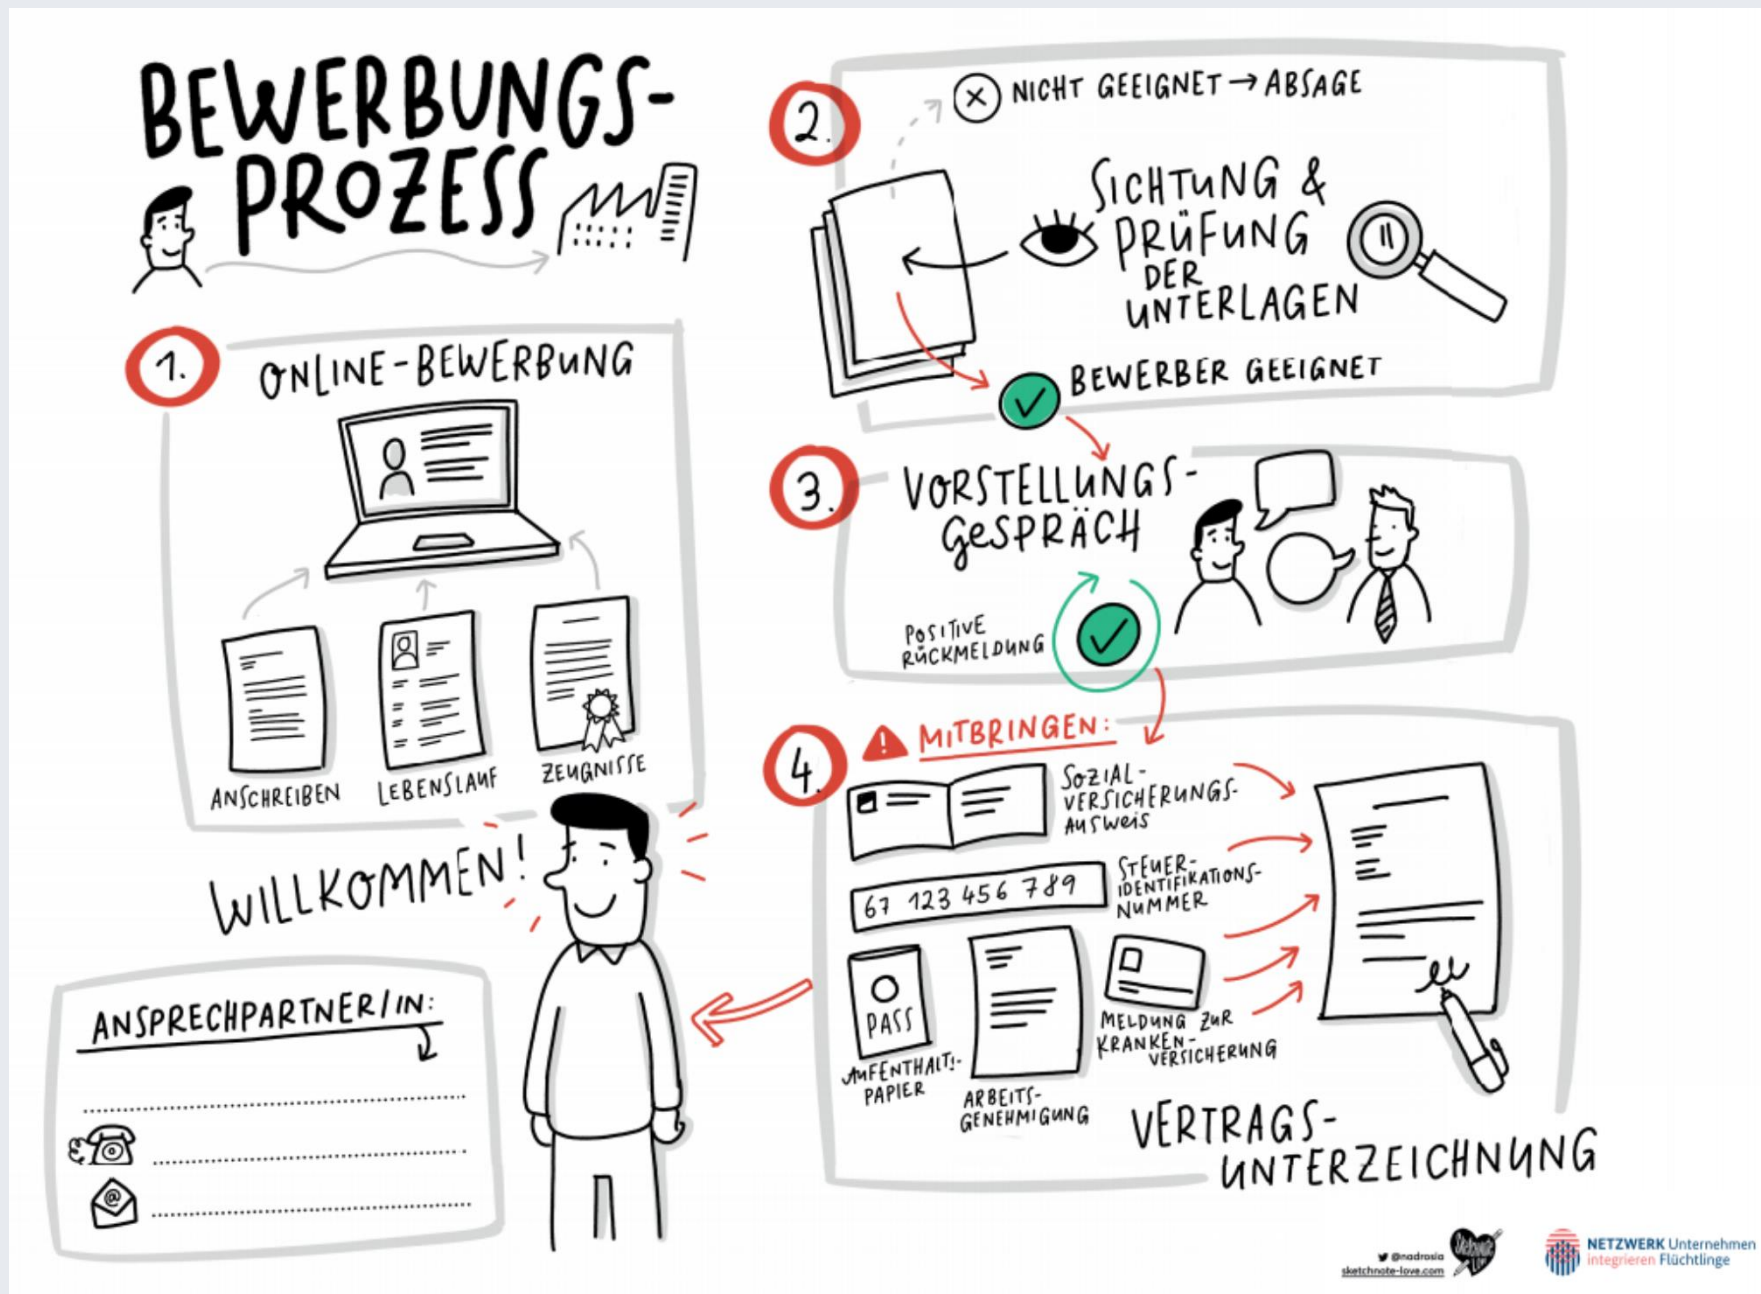 BEWERBUNGS-
PROZESS
1.
ONLINE-BEWERBUNG
ANSCHREIBEN
LEBENSLAUF
ZEUGNISSE
2.
NICHT GEEIGNET → ABSAGE
SICHTUNG &
PRÜFUNG
DER
UNTERLAGEN
BEWERBER GEEIGNET
3.
VORSTELLUNGS-
GESPRÄCH
POSITIVE
RÜCKMELDUNG
4.
! MITBRINGEN:
SOZIAL-
VERSICHERUNGS-
AUSWEIS
67 123 456 789
STEUER-
IDENTIFIKATIONS-
NUMMER
PASS
AUFENTHALTS-
PAPIER
ARBEITS-
GENEHMIGUNG
MELDUNG ZUR
KRANKEN-
VERSICHERUNG
VERTRAGS-
UNTERZEICHNUNG
WILLKOMMEN!
ANSPRECHPARTNER/IN:
@
@nadrosia
sketchnote-love.com
Sketchnote
Love
NETZWERK Unternehmen
integrieren Flüchtlinge